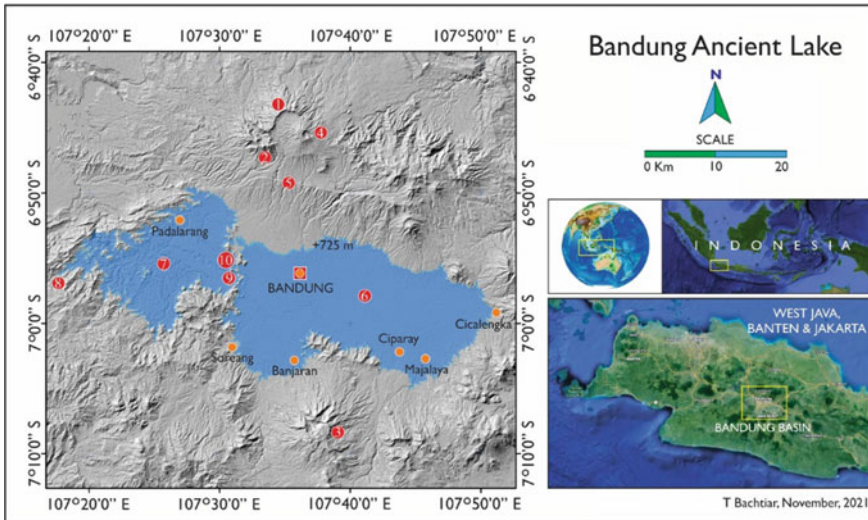 107°20'0'' E 107°30'0'' E 107°40'0'' E 107°50'0'' E
6°40'0'' S
6°50'0'' S
7°00'0'' S
7°10'0'' S
1
4
2
5
Padalarang
+725 m
7
10
9
8
BANDUNG
6
Cicalengka
Soreang
Banjaran
Ciparay
Majalaya
3
6°40'0'' S
6°50'0'' S
7°00'0'' S
7°10'0'' S
107°20'0'' E 107°30'0'' E 107°40'0'' E 107°50'0'' E
Bandung Ancient Lake
N
SCALE
0 Km 10 20
INDONESIA
WEST JAVA,
BANTEN & JAKARTA
BANDUNG BASIN
T Bachtiar, November, 2021